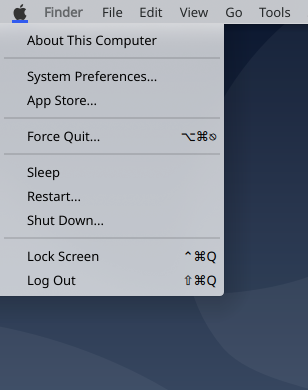 Finder File Edit View Go Tools
About This Computer
System Preferences...
App Store...
Force Quit... ⌥⌘⎋
Sleep
Restart...
Shut Down...
Lock Screen ⌃⌘Q
Log Out ⇧⌘Q